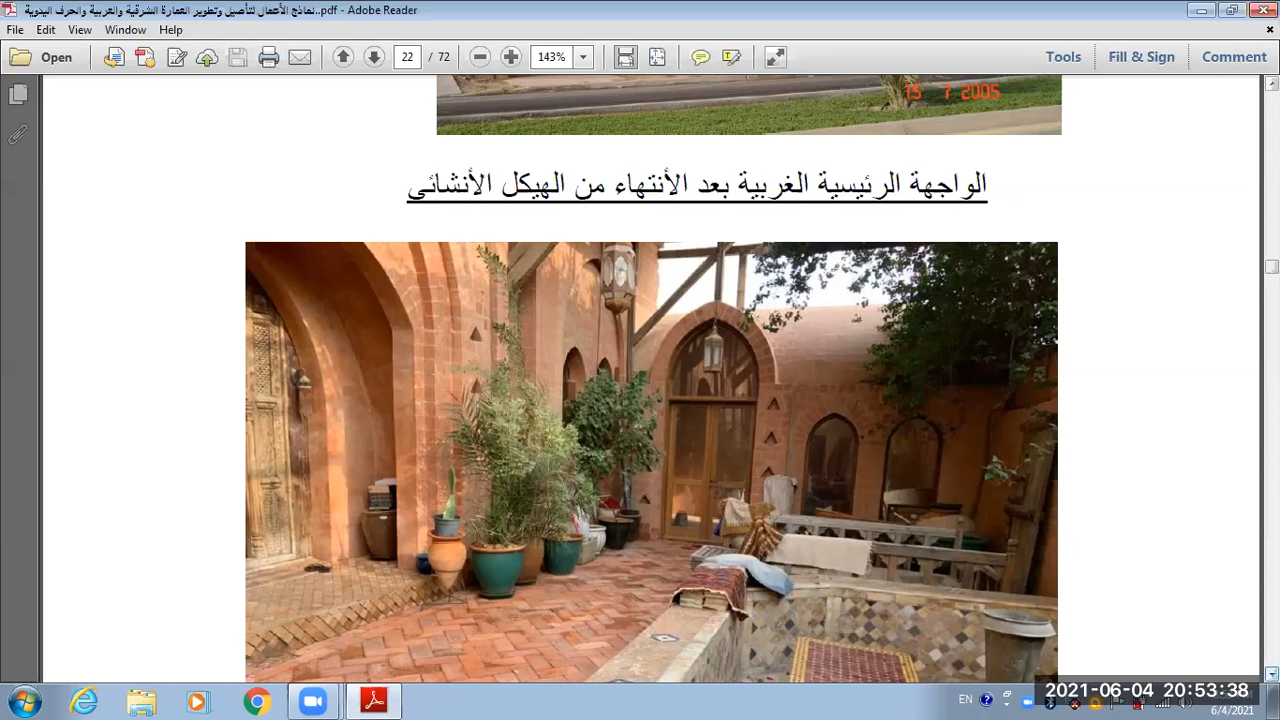 نماذج الأعمال لتأصيل وتطوير العمارة الشرقية والعربية والحرف اليدوية..pdf - Adobe Reader
File Edit View Window Help
Open 22 / 72 143% Tools Fill & Sign Comment
15 7 2005
الواجهة الرئيسية الغربية بعد الأنتهاء من الهيكل الأنشائى
EN
2021-06-04 20:53:38
6/4/2021